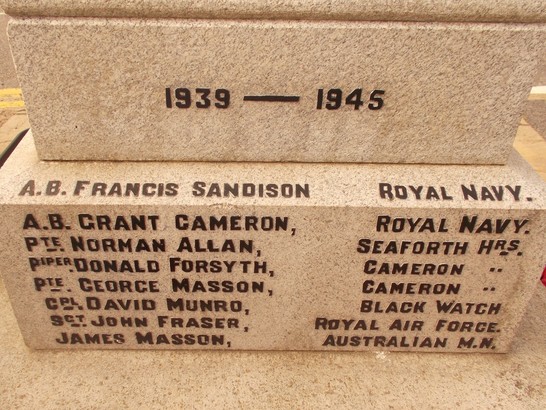 1939 — 1945
A.B. FRANCIS SANDISON ROYAL NAVY.
A.B. GRANT CAMERON, ROYAL NAVY.
PTE. NORMAN ALLAN, SEAFORTH HRS.
PIPER DONALD FORSYTH, CAMERON "
PTE. GEORGE MASSON, CAMERON "
CPL. DAVID MUNRO, BLACK WATCH
SGT. JOHN FRASER, ROYAL AIR FORCE.
JAMES MASSON, AUSTRALIAN M.N.